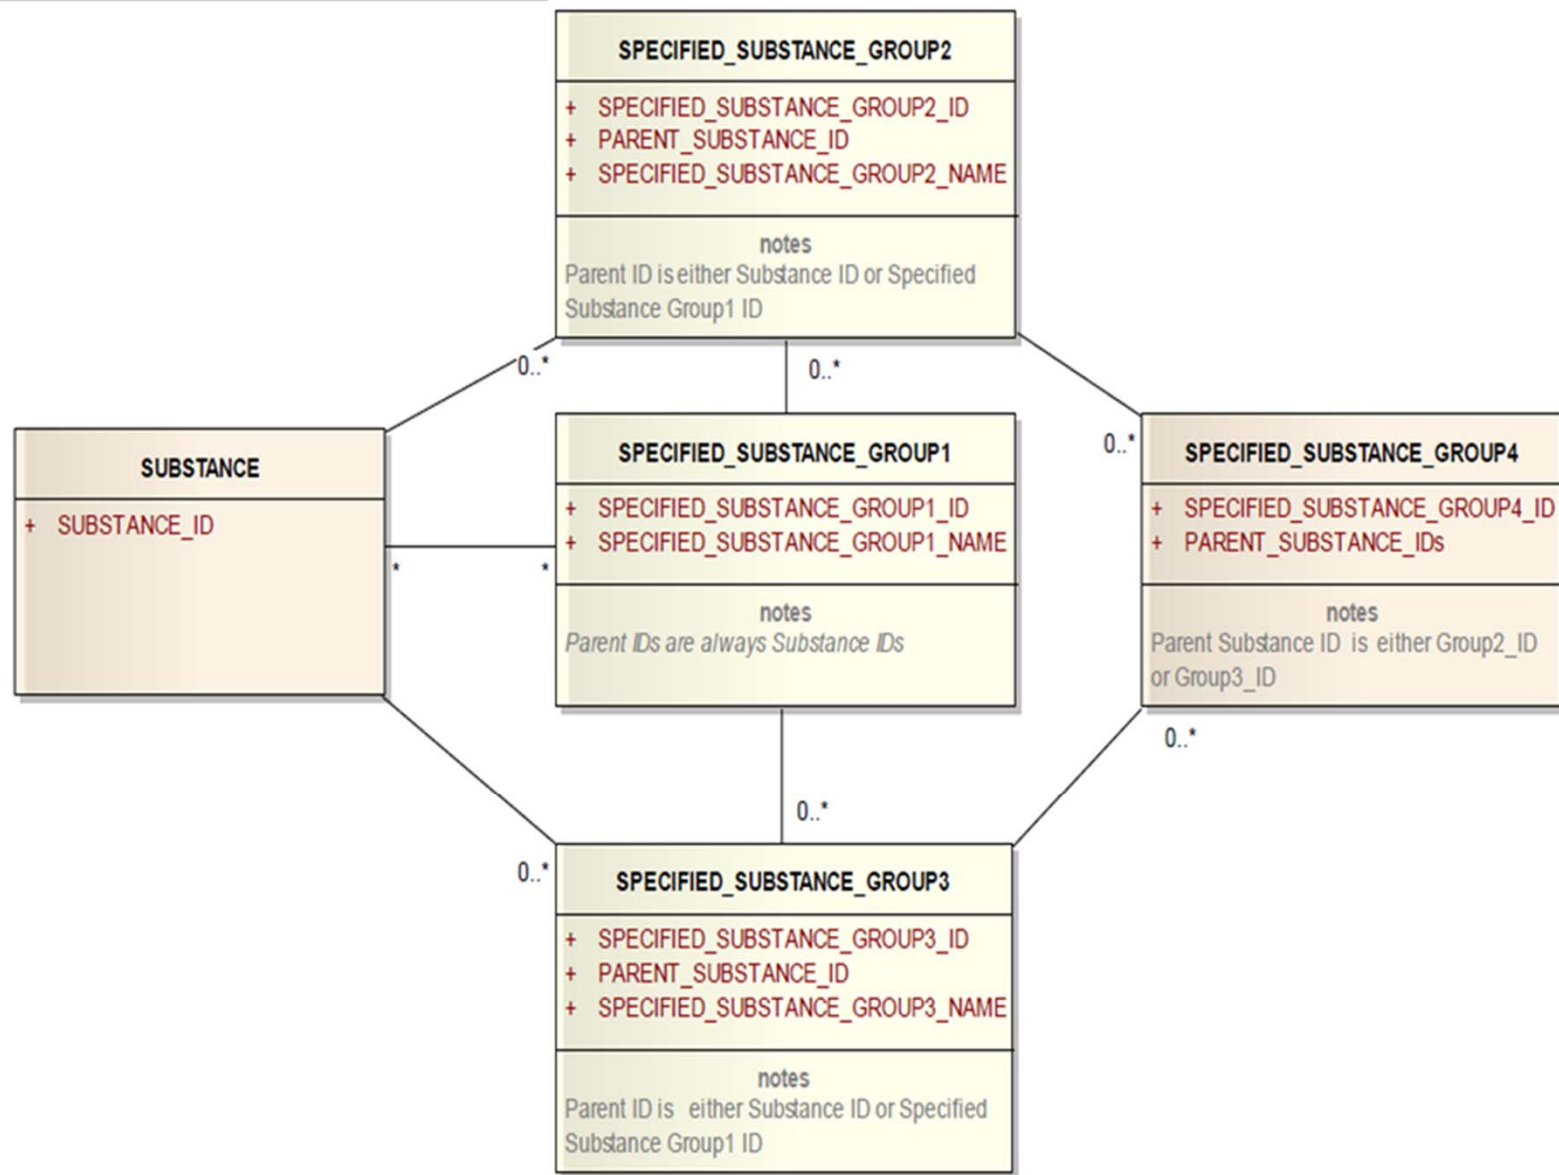 SPECIFIED_SUBSTANCE_GROUP2
+ SPECIFIED_SUBSTANCE_GROUP2_ID
+ PARENT_SUBSTANCE_ID
+ SPECIFIED_SUBSTANCE_GROUP2_NAME
notes
Parent ID is either Substance ID or Specified
Substance Group1 ID
0..*
0..*
SUBSTANCE
+ SUBSTANCE_ID
*
*
SPECIFIED_SUBSTANCE_GROUP1
+ SPECIFIED_SUBSTANCE_GROUP1_ID
+ SPECIFIED_SUBSTANCE_GROUP1_NAME
notes
Parent IDs are always Substance IDs
0..*
SPECIFIED_SUBSTANCE_GROUP4
+ SPECIFIED_SUBSTANCE_GROUP4_ID
+ PARENT_SUBSTANCE_IDs
notes
Parent Substance ID is either Group2_ID
or Group3_ID
0..*
0..*
0..*
SPECIFIED_SUBSTANCE_GROUP3
+ SPECIFIED_SUBSTANCE_GROUP3_ID
+ PARENT_SUBSTANCE_ID
+ SPECIFIED_SUBSTANCE_GROUP3_NAME
notes
Parent ID is either Substance ID or Specified
Substance Group1 ID